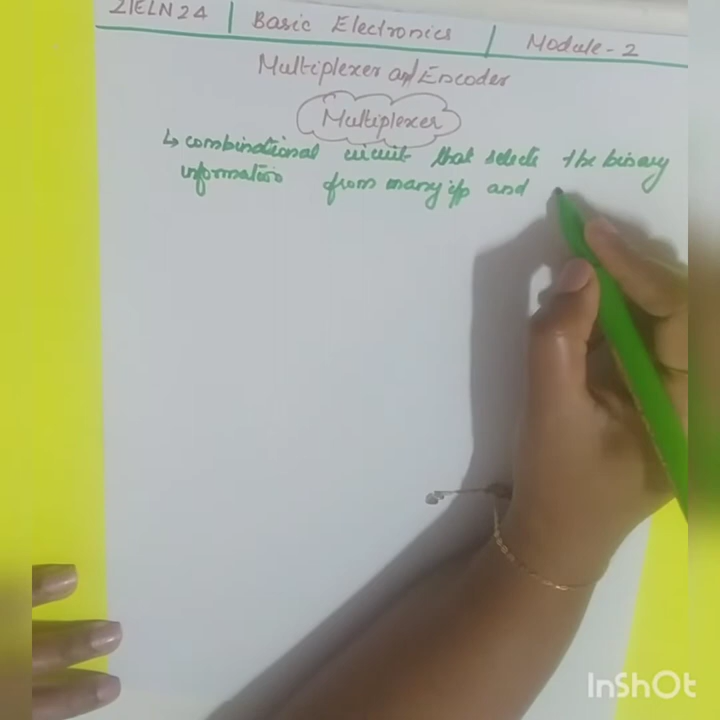 21ELN24 | Basic Electronics | Module-2
Multiplexer and Encoder
Multiplexer
↳ combinational circuit that selects the binary
information from many i/p and
InShOt